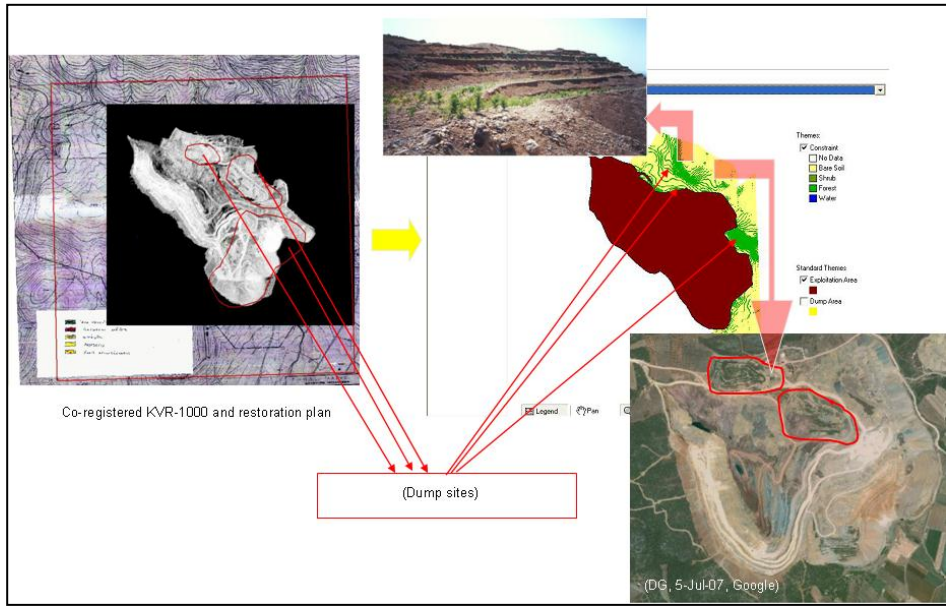 Co-registered KVR-1000 and restoration plan
Themes:
Constraint
No Data
Bare Soil
Shrub
Forest
Water
Standard Themes
Exploitation Area
Dump Area
Legend
Pan
(Dump sites)
(DG, 5-Jul-07, Google)